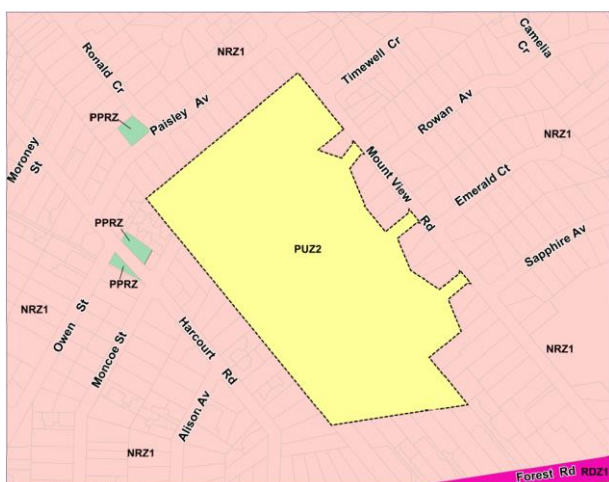 Ronald Cr
NRZ1
Timewell Cr
Camelia
Cr
PPRZ
Paisley Av
Rowan Av
NRZ1
Moroney
St
Mount View
Rd
Emerald Ct
PPRZ
PUZ2
Sapphire Av
PPRZ
NRZ1
Owen St
Moncoe St
Harcourt Rd
NRZ1
Alison Av
NRZ1
Forest Rd
RDZ1